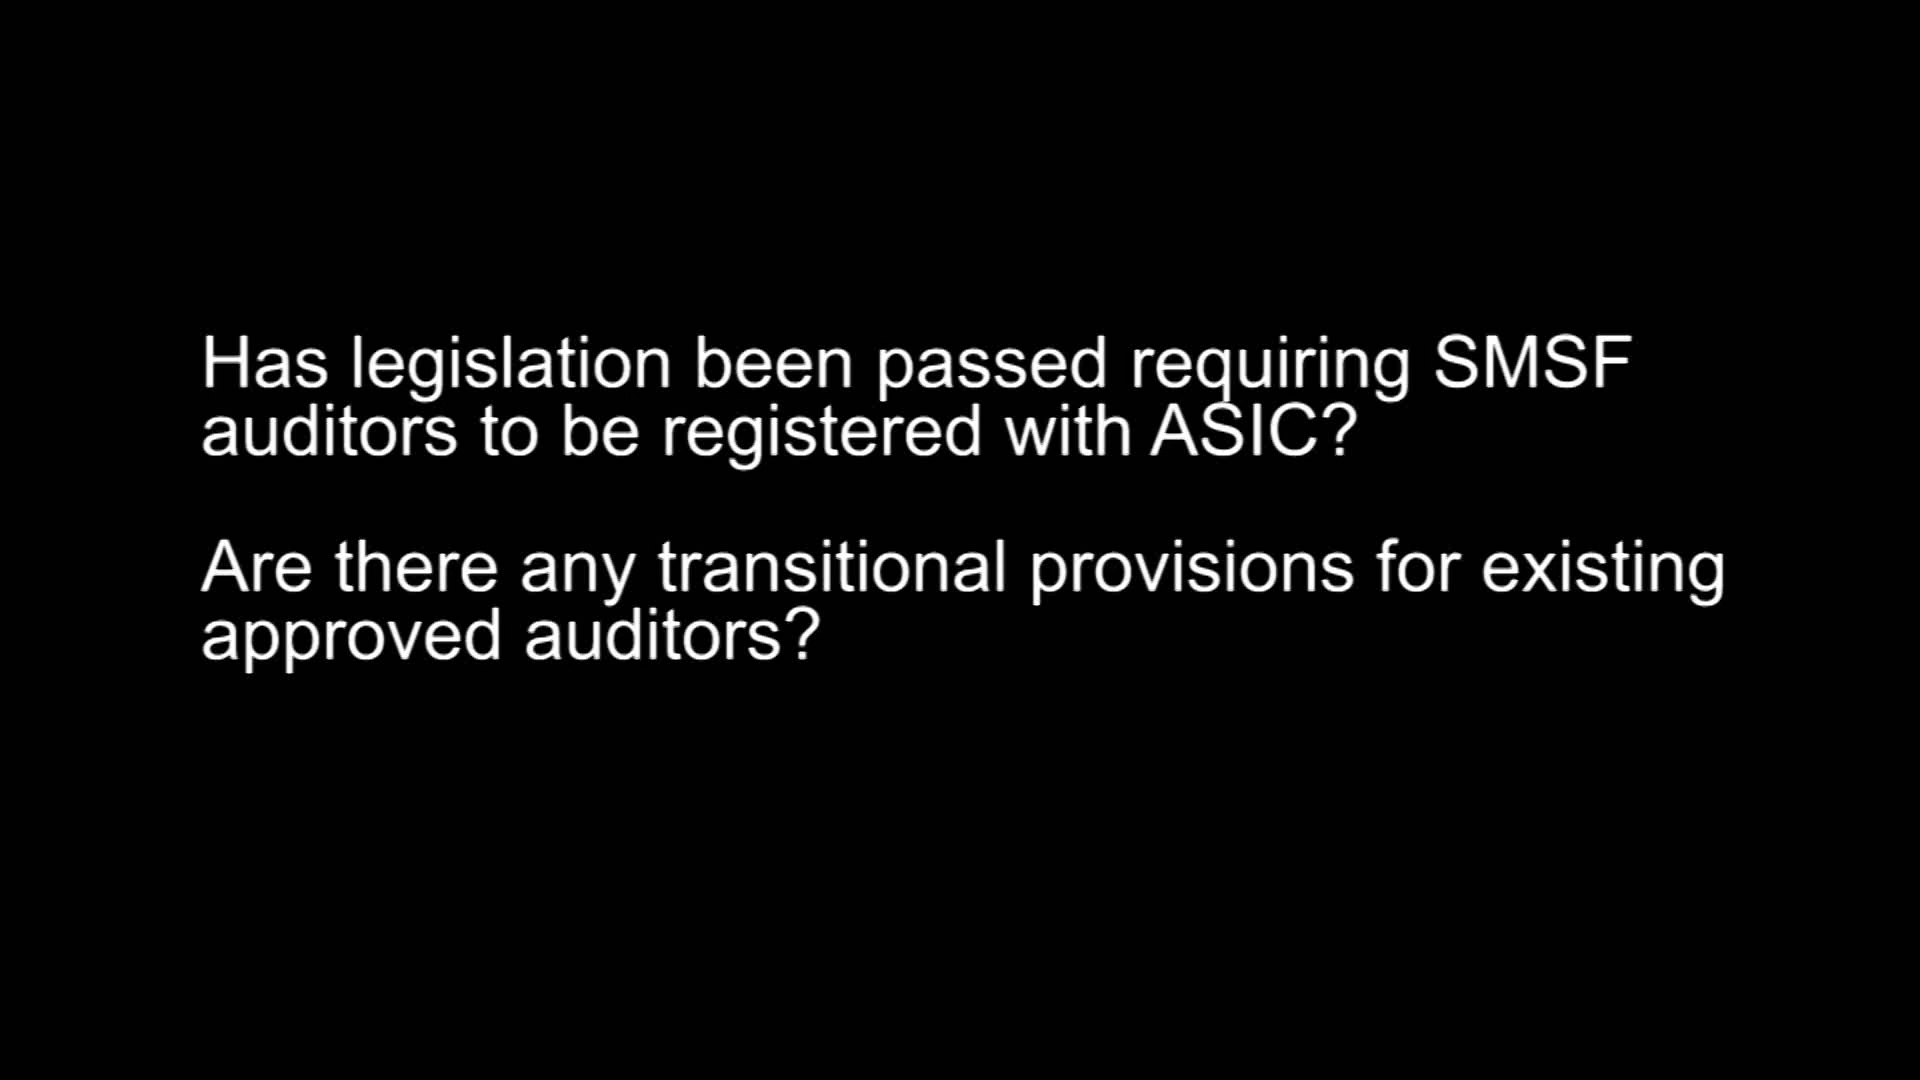 Has legislation been passed requiring SMSF
auditors to be registered with ASIC?
Are there any transitional provisions for existing
approved auditors?